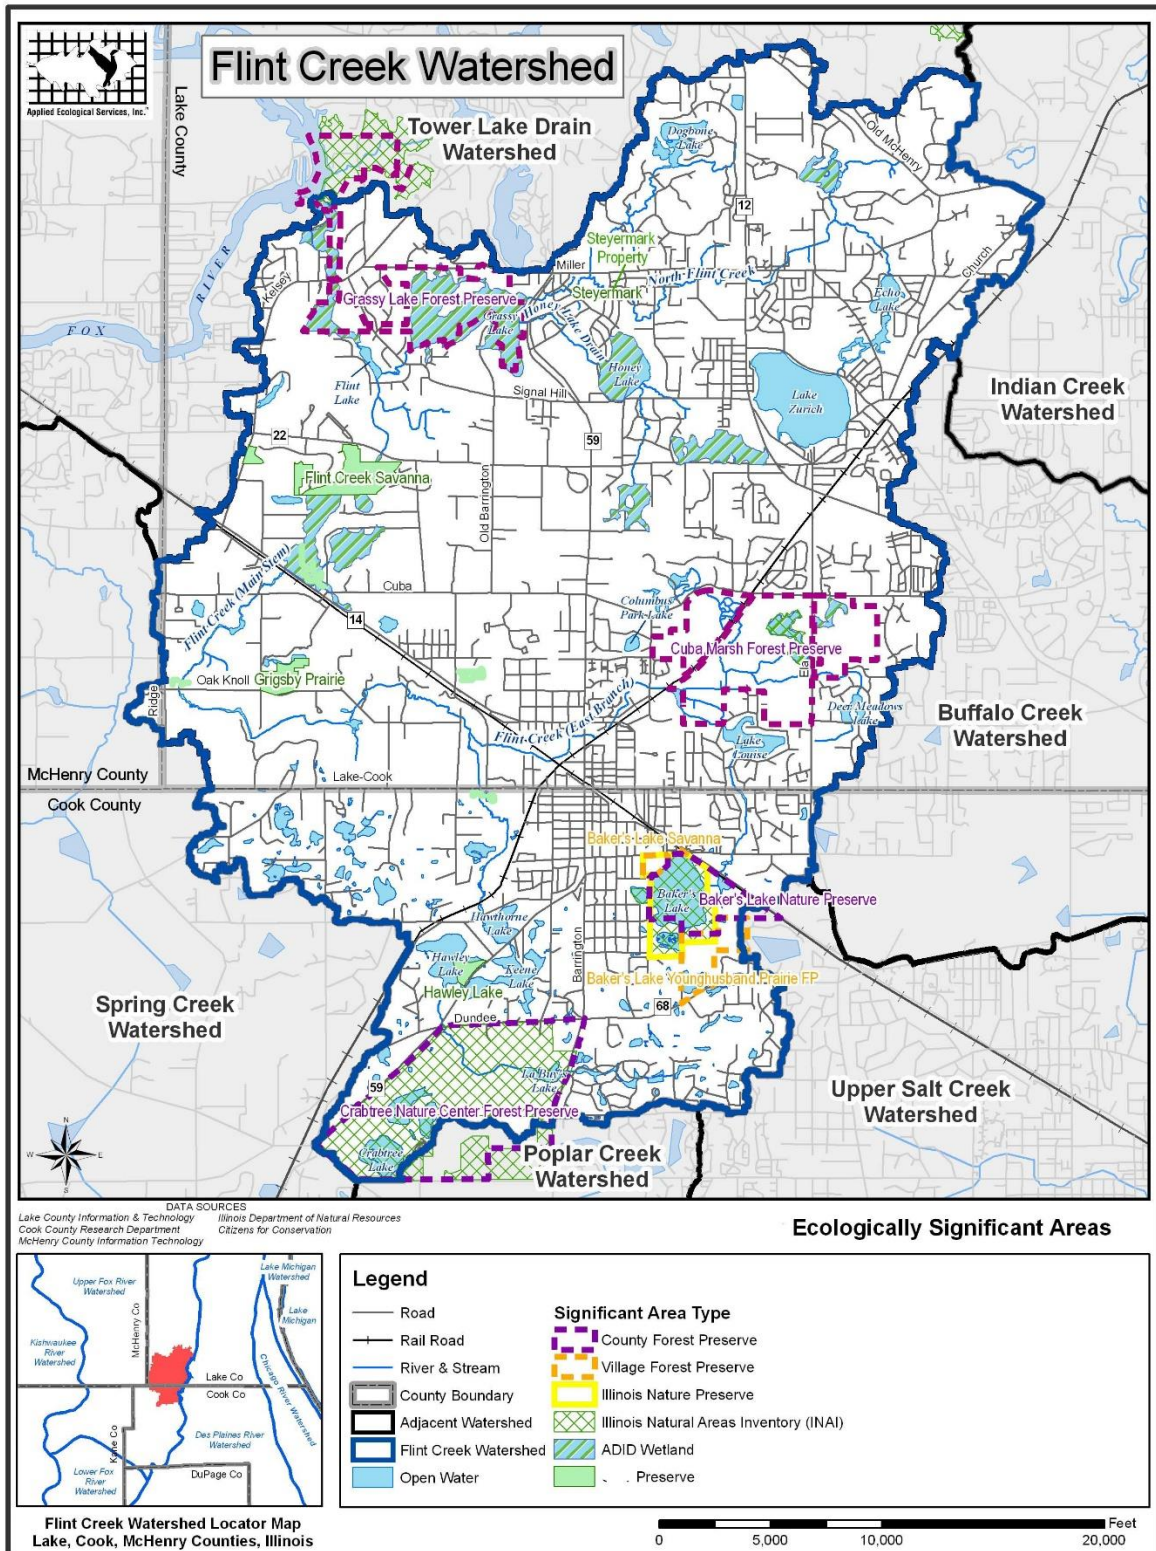 Flint Creek Watershed
Applied Ecological Services, Inc.™
Lake County
Tower Lake Drain
Watershed
Dogbone
Lake
Old McHenry
12
Steyermark
Property
Miller
North Flint Creek
Church
Steyermark
Kelsey
RIVER
FOX
Grassy Lake Forest Preserve
Grassy
Lake
Honey Lake Drain
Echo
Lake
Flint
Lake
Honey
Lake
Signal Hill
Lake
Zurich
Indian Creek
Watershed
22
59
Flint Creek Savanna
Old Barrington
Flint Creek (Main Stem)
Cuba
14
Columbus
Park Lake
Cuba Marsh Forest Preserve
Ela
Oak Knoll
Grigsby Prairie
Ridge
Flint Creek (East Branch)
Deer Meadows
Lake
Lake
Louise
Buffalo Creek
Watershed
McHenry County
Lake-Cook
Cook County
Baker's Lake Savanna
Baker's
Lake
Baker's Lake Nature Preserve
Hawthorne
Lake
Hawley
Lake
Keene
Lake
Barrington
Hawley Lake
Baker's Lake Younghusband Prairie FP
68
Spring Creek
Watershed
Dundee
59
La Buy's
Lake
Crabtree Nature Center Forest Preserve
Crabtree
Lake
Upper Salt Creek
Watershed
Poplar Creek
Watershed
N
W
E
S
DATA SOURCES
Lake County Information & Technology
Illinois Department of Natural Resources
Cook County Research Department
Citizens for Conservation
McHenry County Information Technology
Ecologically Significant Areas
Upper Fox River
Watershed
McHenry Co
Lake Michigan
Watershed
Lake
Michigan
Kishwaukee
River
Watershed
Lake Co
Cook Co
Chicago River Watershed
Kane Co
Des Plaines River
Watershed
Lower Fox
River
Watershed
DuPage Co
Flint Creek Watershed Locator Map
Lake, Cook, McHenry Counties, Illinois
Legend
Road
Rail Road
River & Stream
County Boundary
Adjacent Watershed
Flint Creek Watershed
Open Water
Significant Area Type
County Forest Preserve
Village Forest Preserve
Illinois Nature Preserve
Illinois Natural Areas Inventory (INAI)
ADID Wetland
Preserve
Feet
0
5,000
10,000
20,000